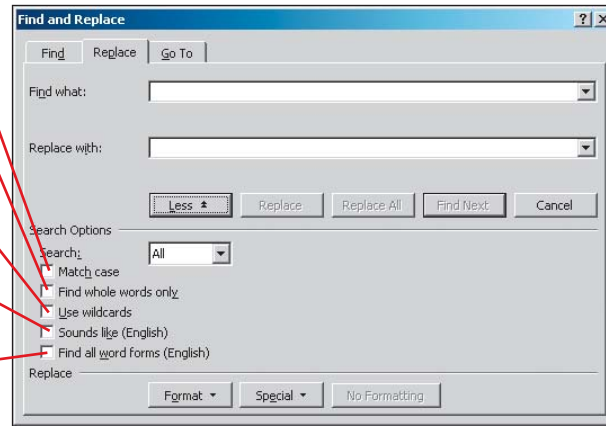 Find and Replace
Find Replace Go To
Find what:
Replace with:
Less Replace Replace All Find Next Cancel
Search Options
Search: All
Match case
Find whole words only
Use wildcards
Sounds like (English)
Find all word forms (English)
Replace
Format Special No Formatting